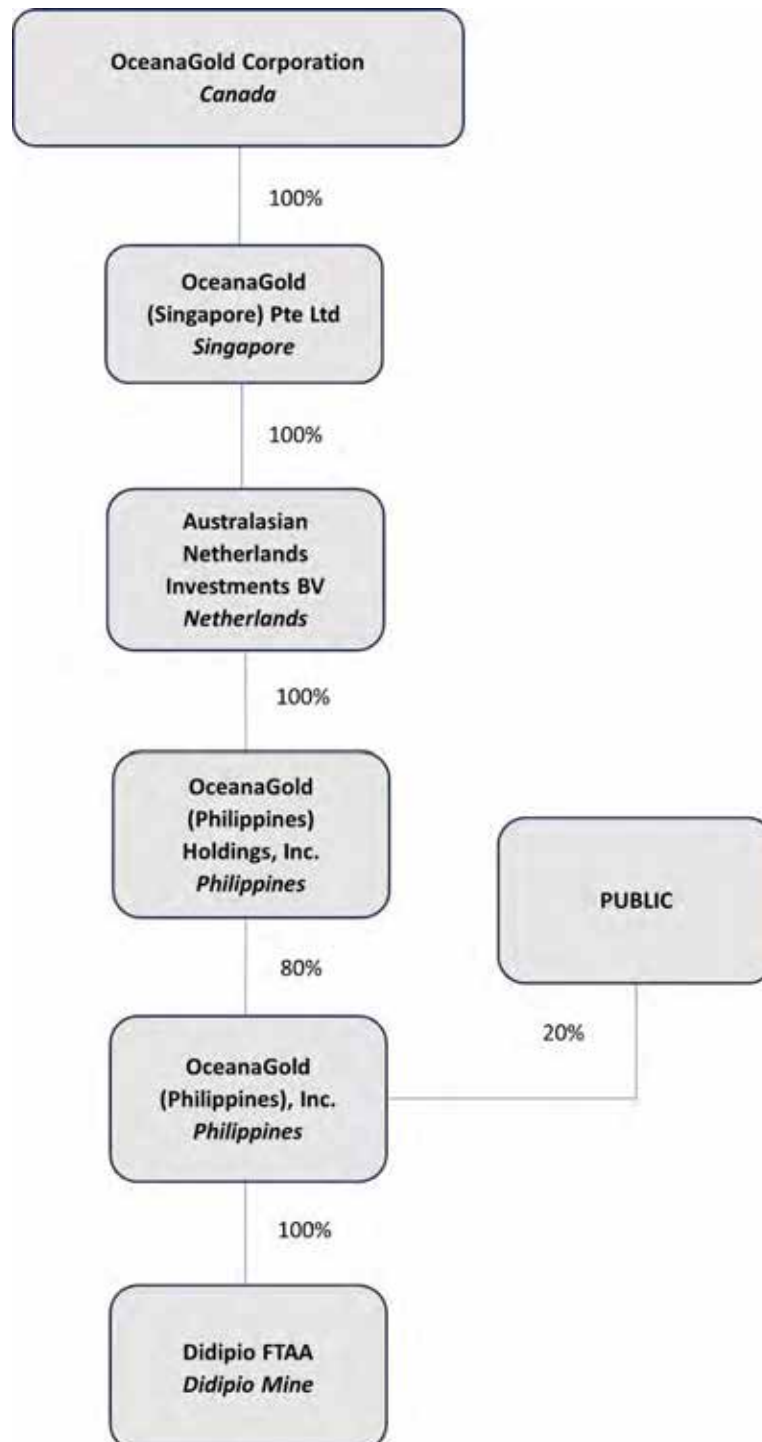 OceanaGold Corporation
Canada
100%
OceanaGold
(Singapore) Pte Ltd
Singapore
100%
Australasian
Netherlands
Investments BV
Netherlands
100%
OceanaGold
(Philippines)
Holdings, Inc.
Philippines
PUBLIC
80%
20%
OceanaGold
(Philippines), Inc.
Philippines
100%
Didipio FTAA
Didipio Mine